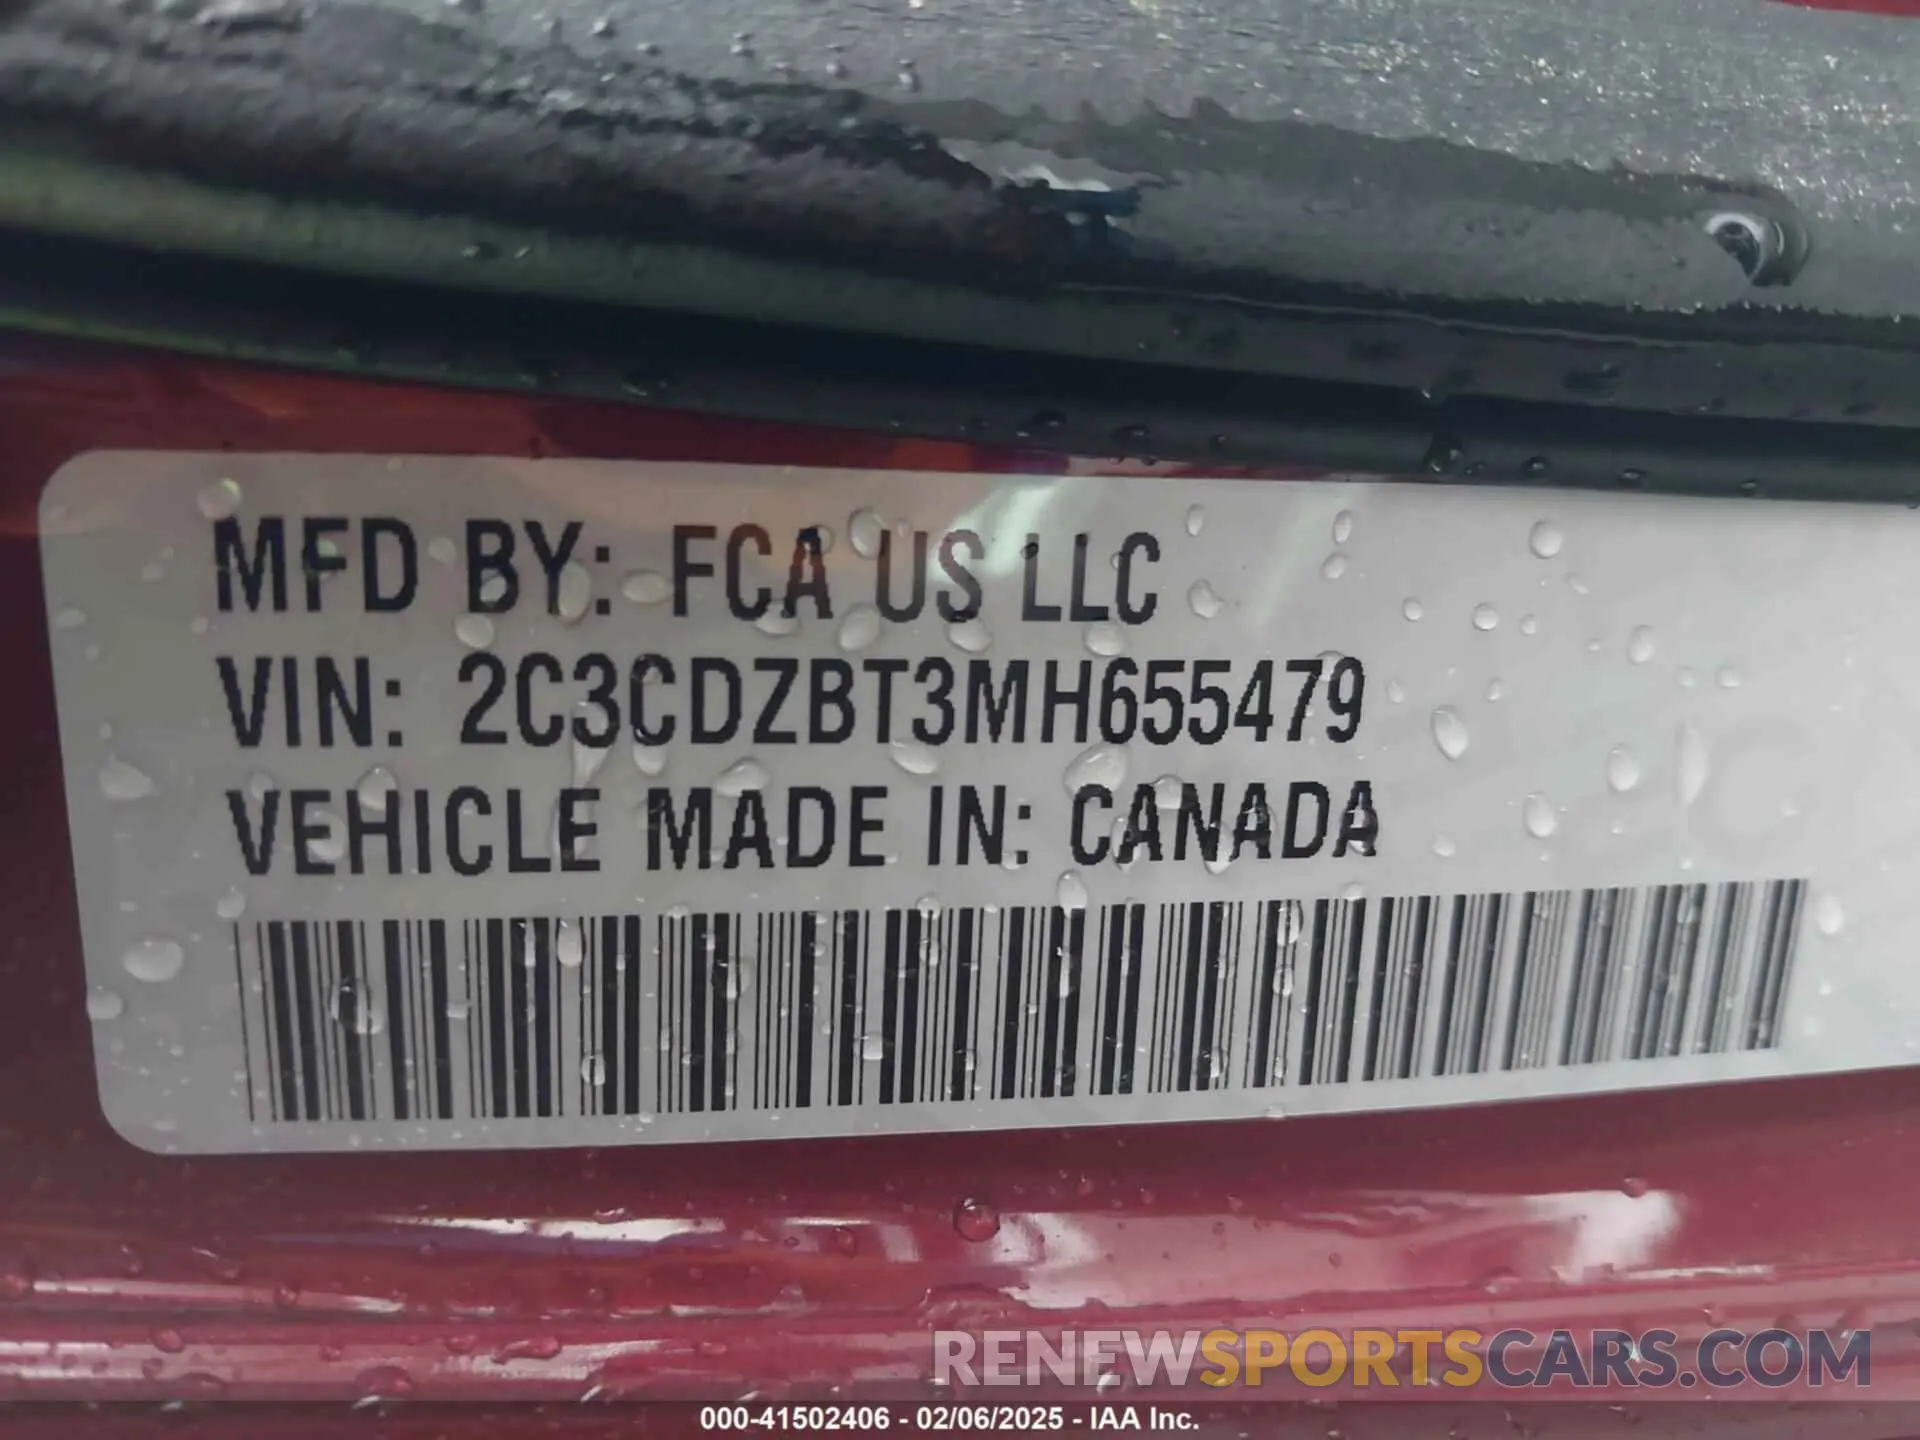 MFD BY: FCA US LLC
VIN: 2C3CDZBT3MH655479
VEHICLE MADE IN: CANADA
RENEWSPORTSCARS.COM
000-41502406 - 02/06/2025 - IAA Inc.